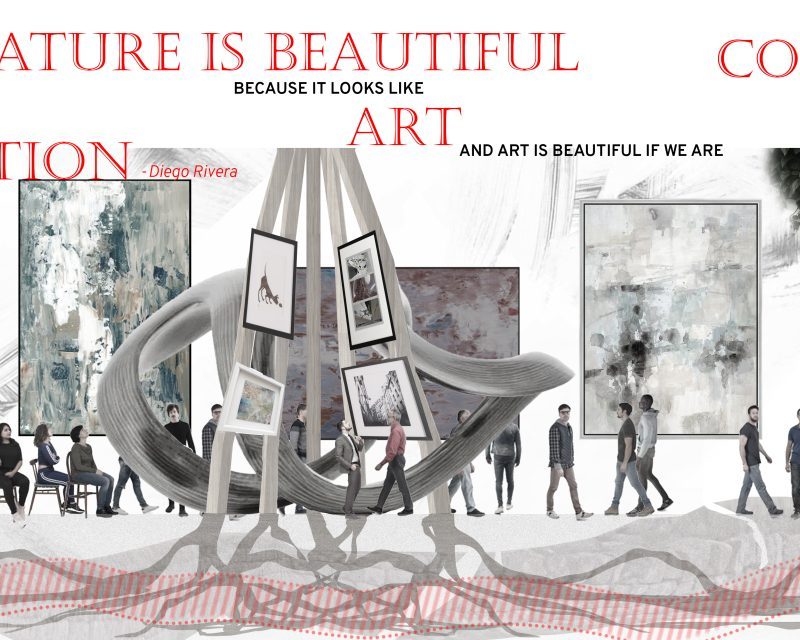 ATURE IS BEAUTIFUL
CO
BECAUSE IT LOOKS LIKE
ART
AND ART IS BEAUTIFUL IF WE ARE
TION
- Diego Rivera